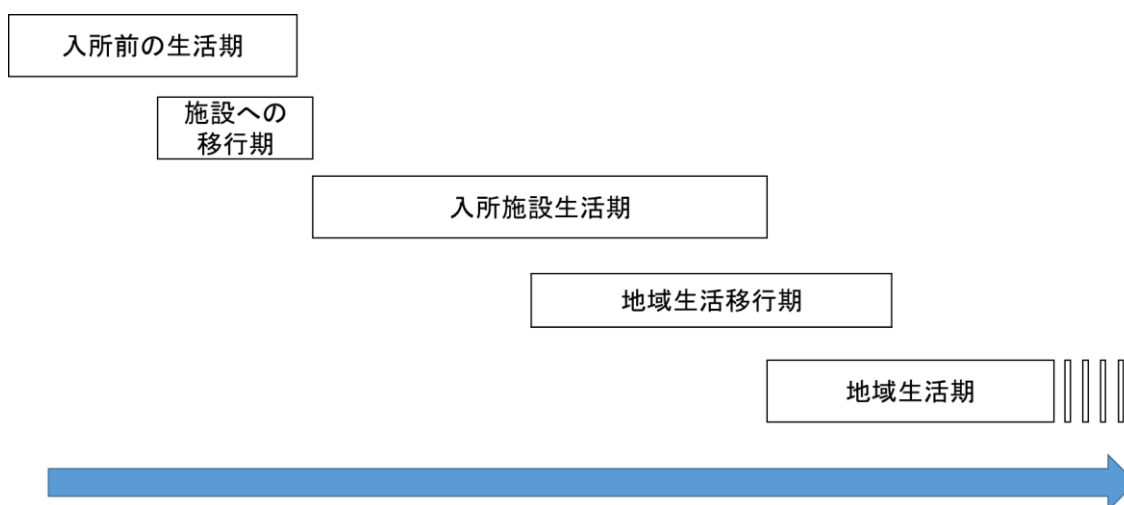 入所前の生活期
施設への
移行期
入所施設生活期
地域生活移行期
地域生活期